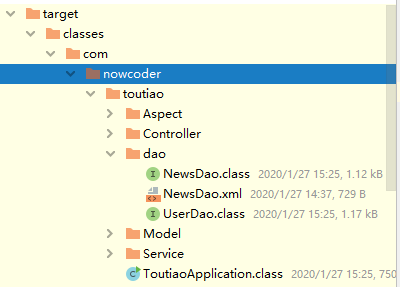 target
classes
com
nowcoder
toutiao
Aspect
Controller
dao
NewsDao.class 2020/1/27 15:25, 1.12 kB
NewsDao.xml 2020/1/27 14:37, 729 B
UserDao.class 2020/1/27 15:25, 1.17 kB
Model
Service
ToutiaoApplication.class 2020/1/27 15:25, 750